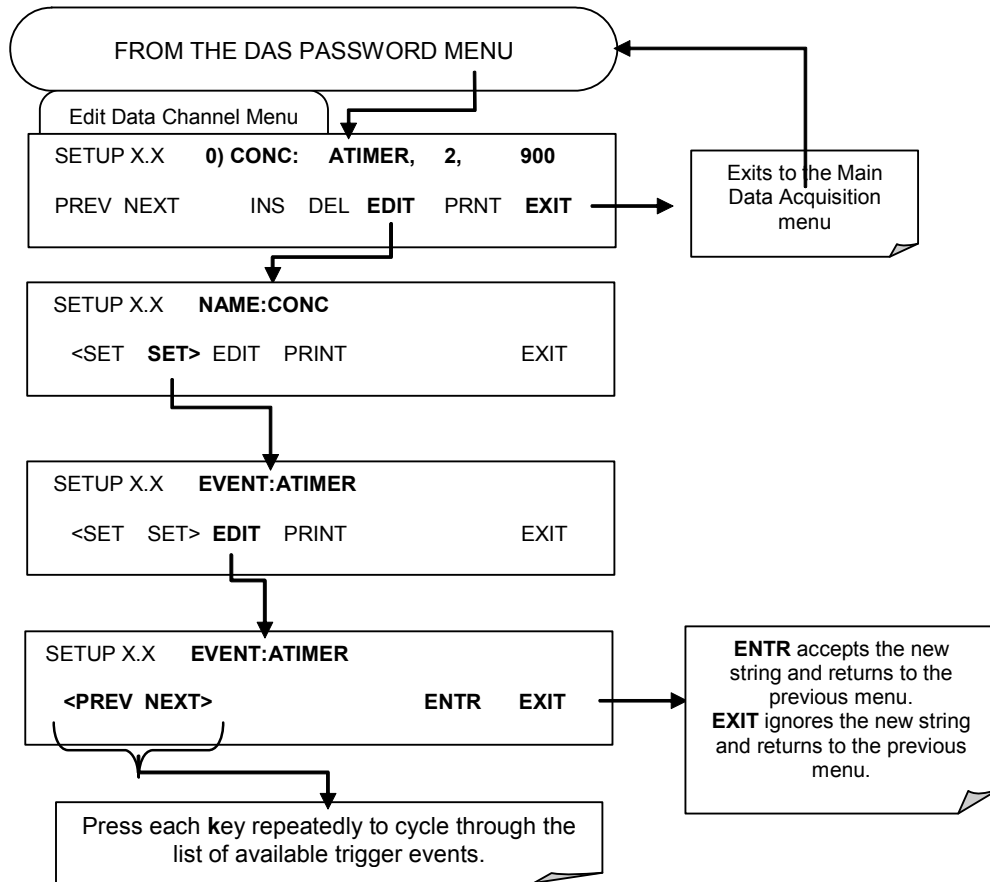 FROM THE DAS PASSWORD MENU
Edit Data Channel Menu
SETUP X.X 0) CONC: ATIMER, 2, 900
PREV NEXT INS DEL EDIT PRNT EXIT
Exits to the Main
Data Acquisition
menu
SETUP X.X NAME:CONC
<SET SET> EDIT PRINT EXIT
SETUP X.X EVENT:ATIMER
<SET SET> EDIT PRINT EXIT
SETUP X.X EVENT:ATIMER
<PREV NEXT> ENTR EXIT
ENTR accepts the new
string and returns to the
previous menu.
EXIT ignores the new string
and returns to the previous
menu.
Press each key repeatedly to cycle through the
list of available trigger events.